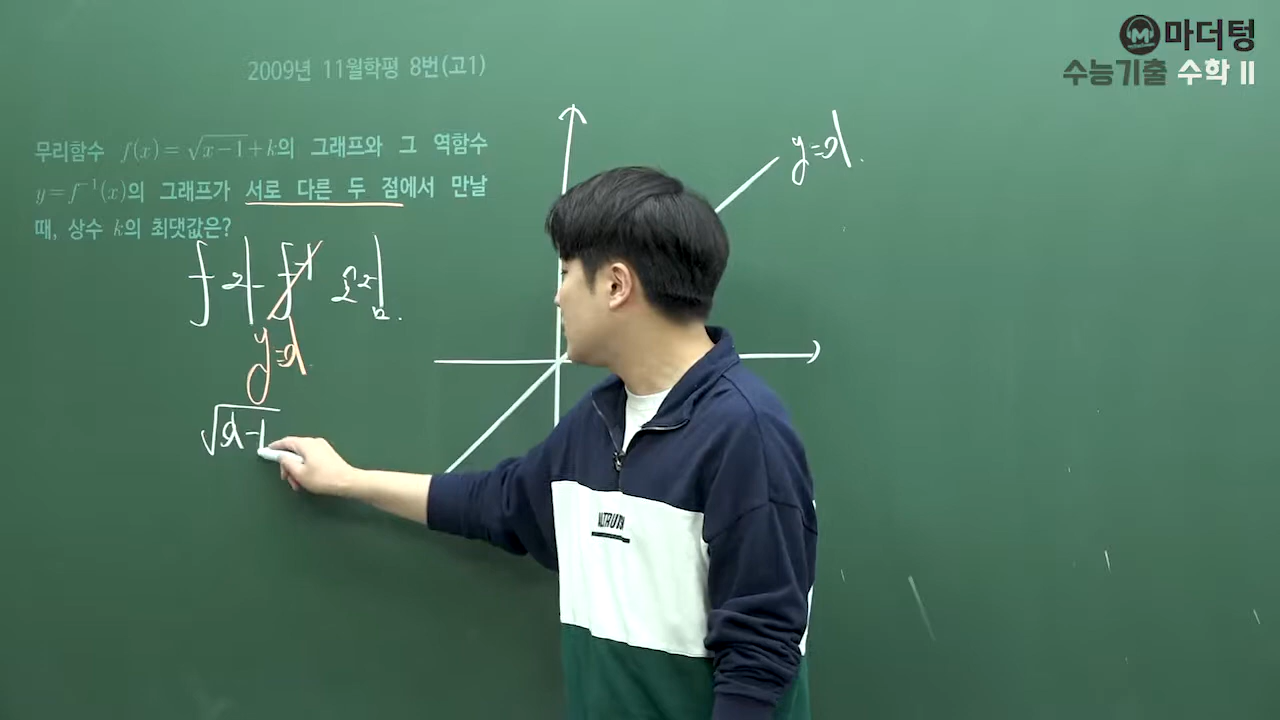 마더텅
수능기출 수학 II
2009년 11월학평 8번(고1)
무리함수 f(x)=√(x-1)+k의 그래프와 그 역함수
y=f⁻¹(x)의 그래프가 서로 다른 두 점에서 만날
때, 상수 k의 최댓값은?
f 와 f⁻¹ 교점.
y=x
√(x-1)
y=x.